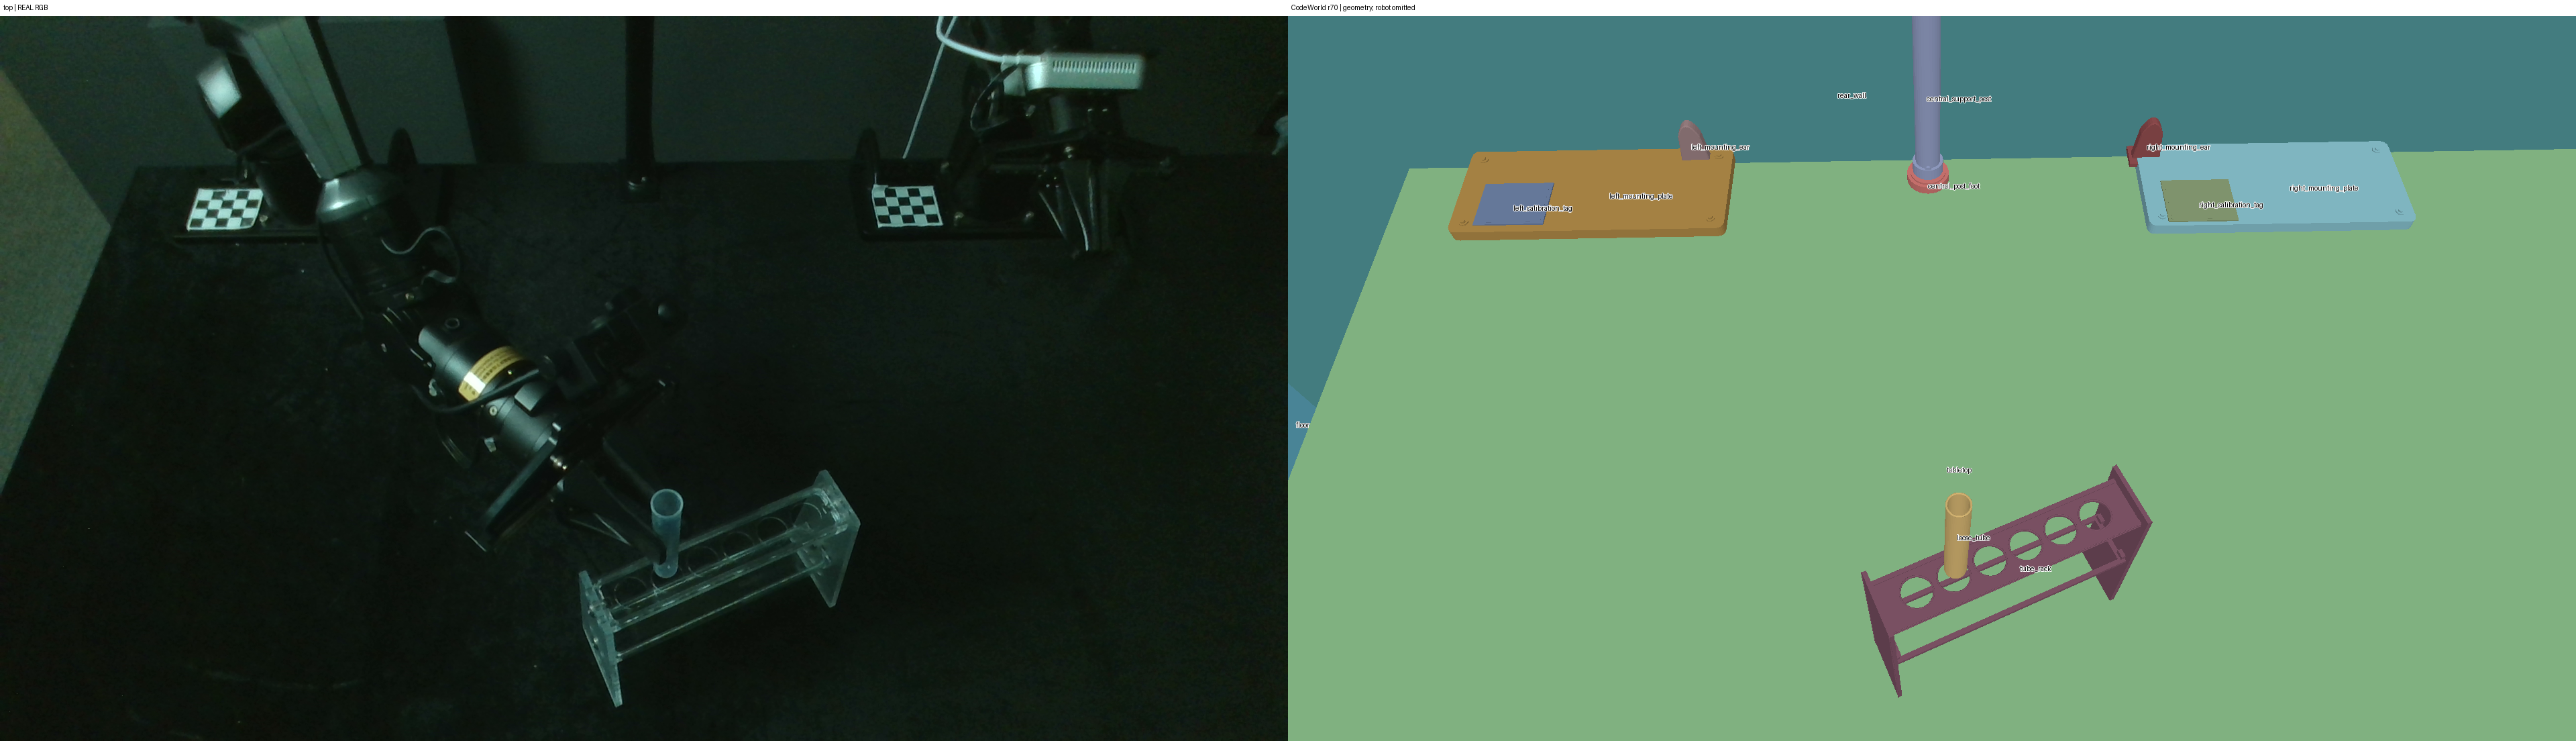 top | REAL RGB
CodeWorld r70 | geometry; robot omitted
rear_wall
central_support_post
left_mounting_ear
right_mounting_ear
central_post_foot
left_mounting_plate
right_mounting_plate
left_calibration_tag
right_calibration_tag
floor
tabletop
loose_tube
tube_rack